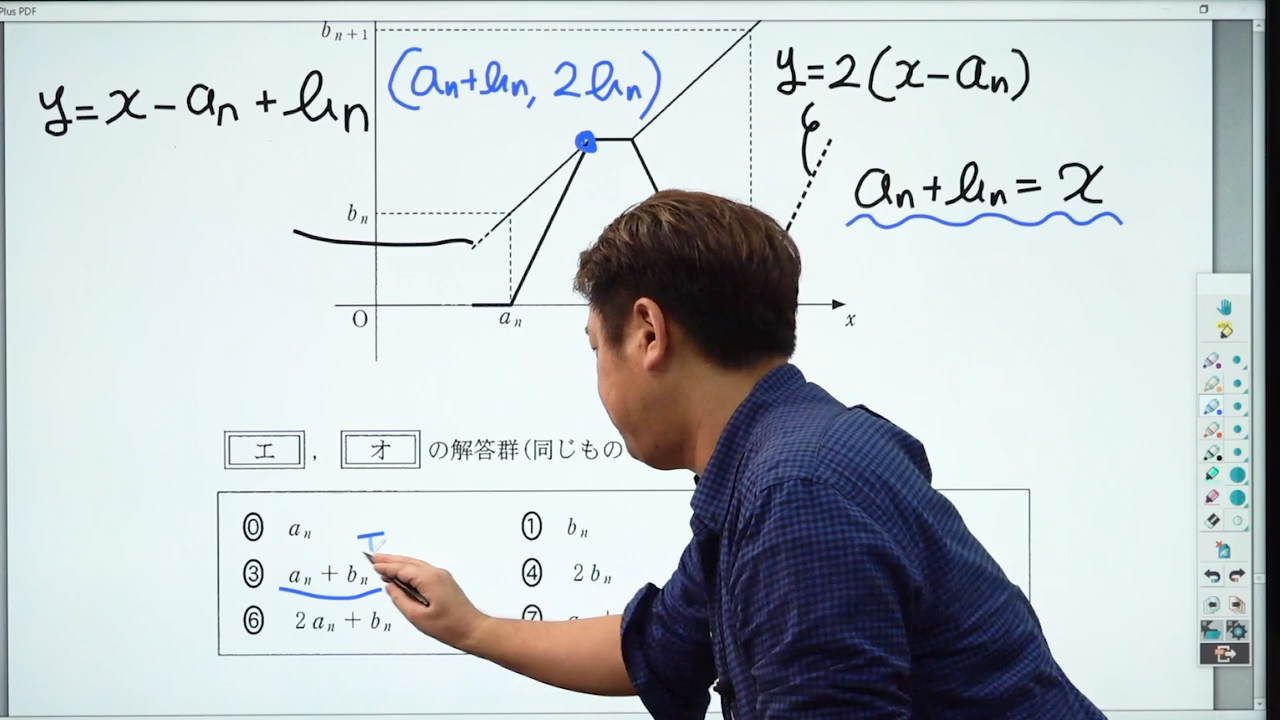 Plus PDF
b_{n+1}
(a_n+b_n, 2b_n)
y=2(x-a_n)
y=x-a_n+b_n
a_n+b_n=x
b_n
O
a_n
x
エ , オ の解答群(同じもの
⓪ a_n エ ① b_n
③ a_n + b_n ④ 2b_n
⑥ 2a_n + b_n ⑦